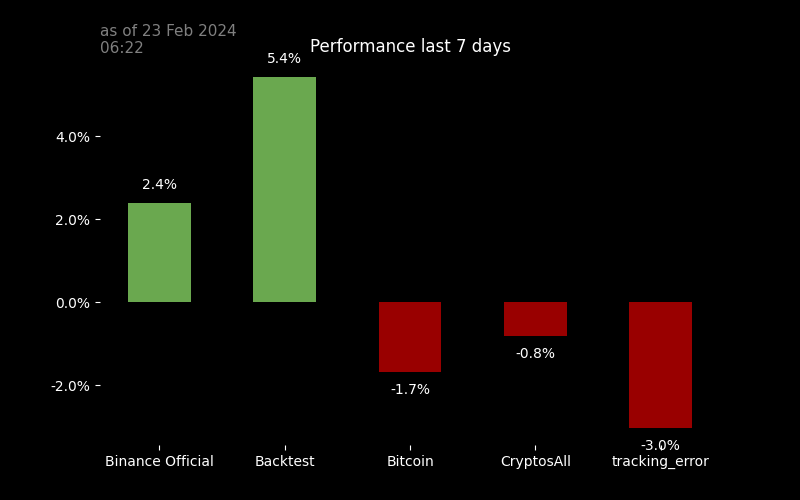 as of 23 Feb 2024
06:22
Performance last 7 days
5.4%
4.0%
2.4%
2.0%
0.0%
-0.8%
-1.7%
-2.0%
-3.0%
Binance Official
Backtest
Bitcoin
CryptosAll
tracking_error